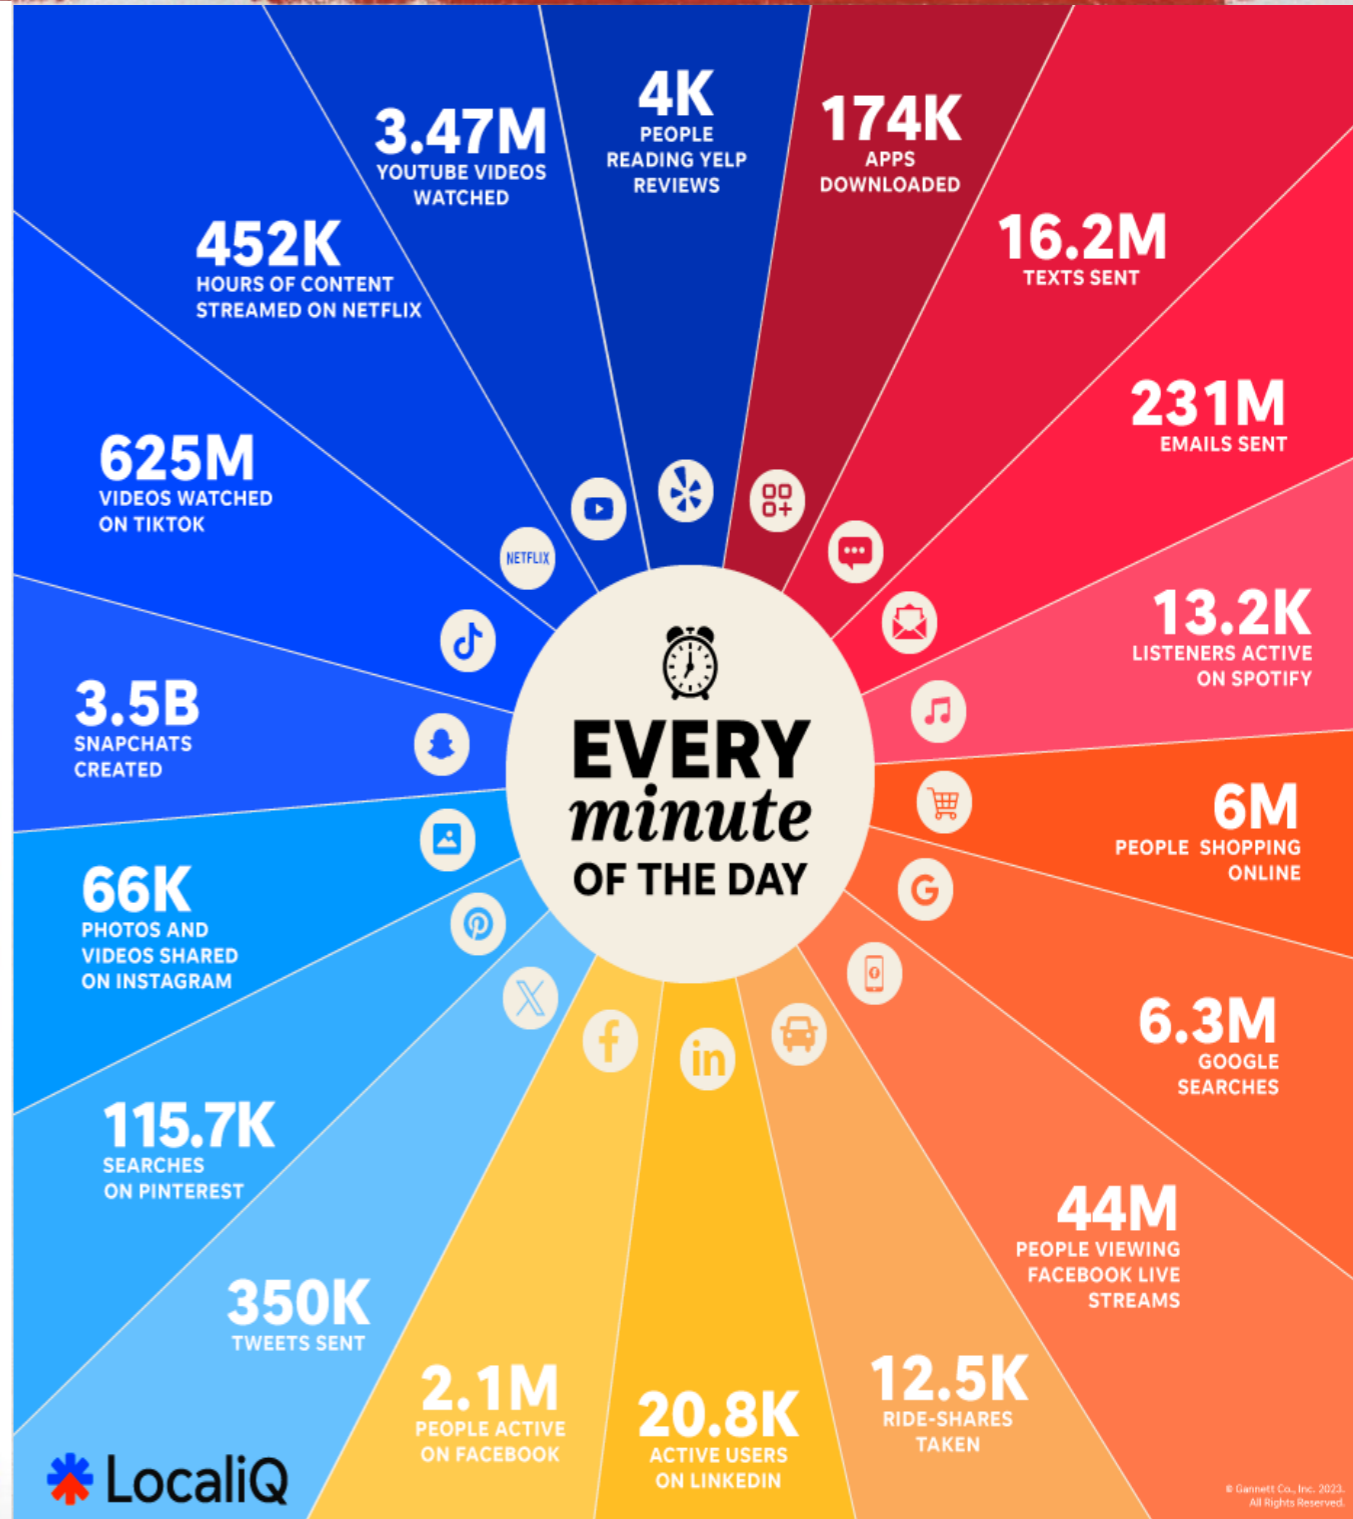 4K
PEOPLE
READING YELP
REVIEWS
174K
APPS
DOWNLOADED
16.2M
TEXTS SENT
231M
EMAILS SENT
13.2K
LISTENERS ACTIVE
ON SPOTIFY
6M
PEOPLE SHOPPING
ONLINE
6.3M
GOOGLE
SEARCHES
44M
PEOPLE VIEWING
FACEBOOK LIVE
STREAMS
12.5K
RIDE-SHARES
TAKEN
20.8K
ACTIVE USERS
ON LINKEDIN
2.1M
PEOPLE ACTIVE
ON FACEBOOK
350K
TWEETS SENT
115.7K
SEARCHES
ON PINTEREST
66K
PHOTOS AND
VIDEOS SHARED
ON INSTAGRAM
3.5B
SNAPCHATS
CREATED
625M
VIDEOS WATCHED
ON TIKTOK
452K
HOURS OF CONTENT
STREAMED ON NETFLIX
3.47M
YOUTUBE VIDEOS
WATCHED
NETFLIX
G
f
in
EVERY
minute
OF THE DAY
LocaliQ
© Gannett Co., Inc. 2023.
All Rights Reserved.